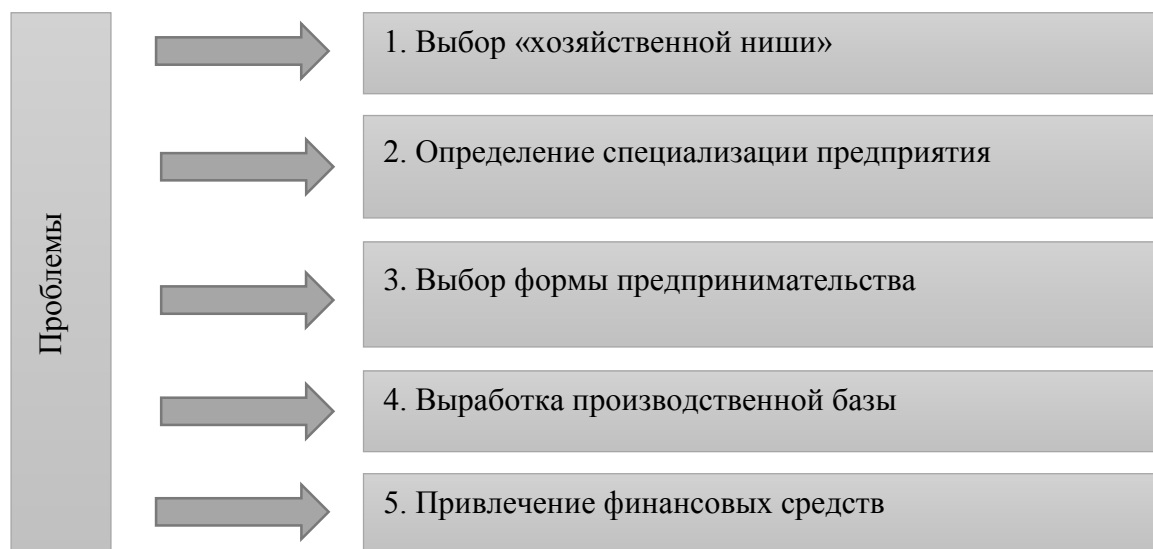 Проблемы
1. Выбор «хозяйственной ниши»
2. Определение специализации предприятия
3. Выбор формы предпринимательства
4. Выработка производственной базы
5. Привлечение финансовых средств